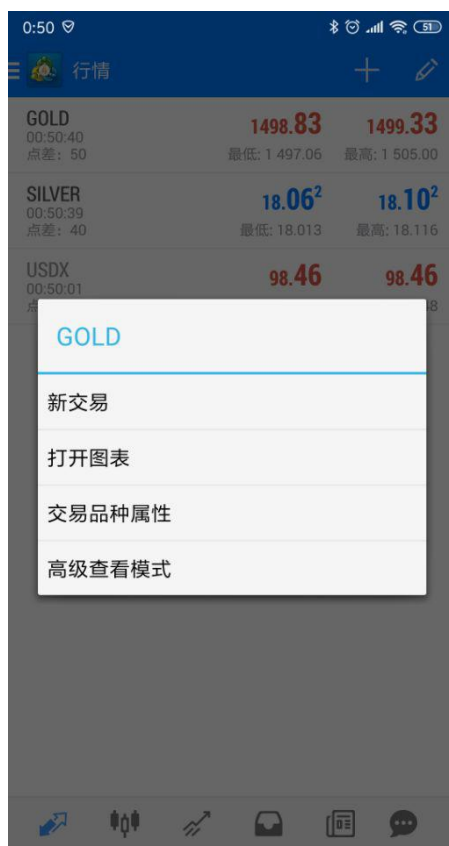 0:50 51
行情
GOLD 1498.83 1499.33
00:50:40
点差: 50 最低: 1 497.06 最高: 1 505.00
SILVER 18.06² 18.10²
00:50:39
点差: 40 最低: 18.013 最高: 18.116
USDX 98.46 98.46
00:50:01
GOLD
新交易
打开图表
交易品种属性
高级查看模式